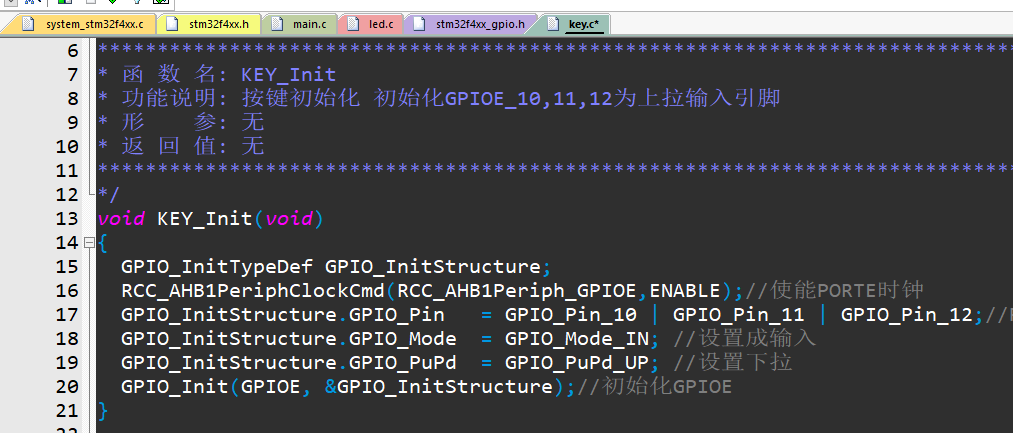 system_stm32f4xx.c stm32f4xx.h main.c led.c stm32f4xx_gpio.h key.c*
6 ****************************************************************************
7 * 函 数 名: KEY_Init
8 * 功能说明: 按键初始化 初始化GPIOE_10,11,12为上拉输入引脚
9 * 形    参: 无
10 * 返 回 值: 无
11 ****************************************************************************
12 */
13 void KEY_Init(void)
14 {
15   GPIO_InitTypeDef GPIO_InitStructure;
16   RCC_AHB1PeriphClockCmd(RCC_AHB1Periph_GPIOE,ENABLE);//使能PORTE时钟
17   GPIO_InitStructure.GPIO_Pin   = GPIO_Pin_10 | GPIO_Pin_11 | GPIO_Pin_12;//
18   GPIO_InitStructure.GPIO_Mode  = GPIO_Mode_IN; //设置成输入
19   GPIO_InitStructure.GPIO_PuPd  = GPIO_PuPd_UP; //设置下拉
20   GPIO_Init(GPIOE, &GPIO_InitStructure);//初始化GPIOE
21 }